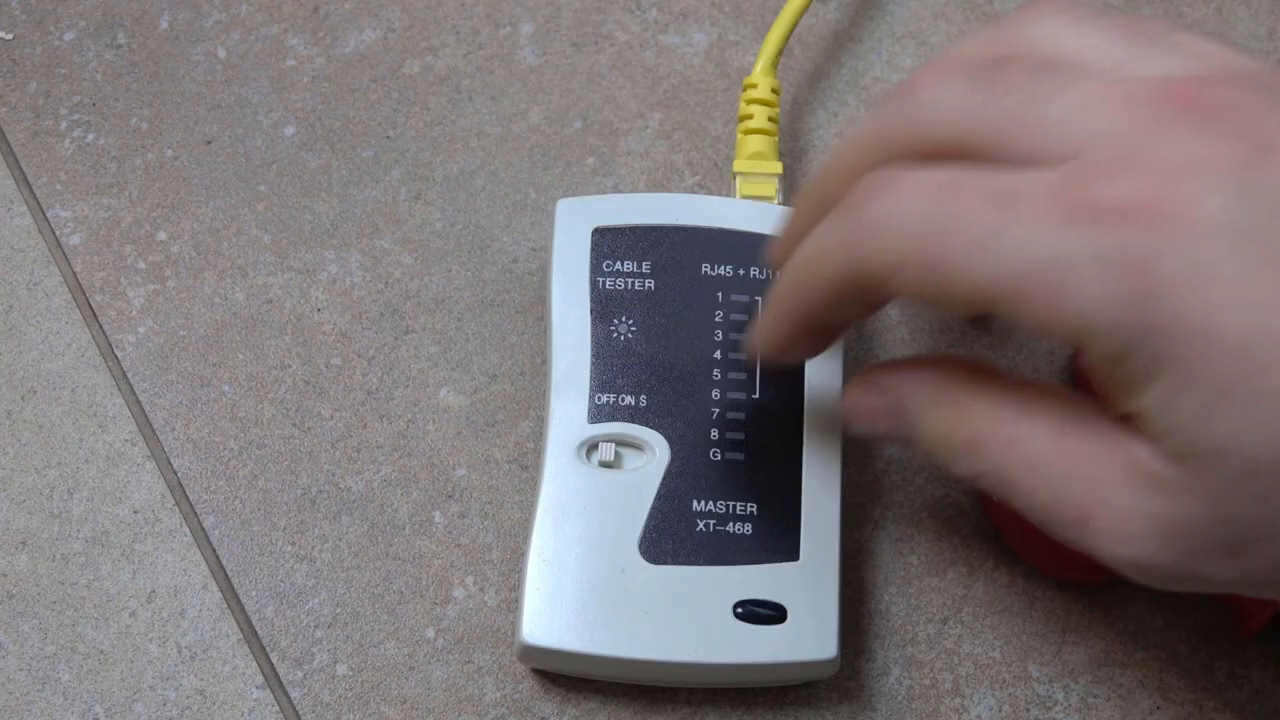 CABLE
TESTER
OFF ON S
RJ45 + RJ11
1
2
3
4
5
6
7
8
G
MASTER
XT-468